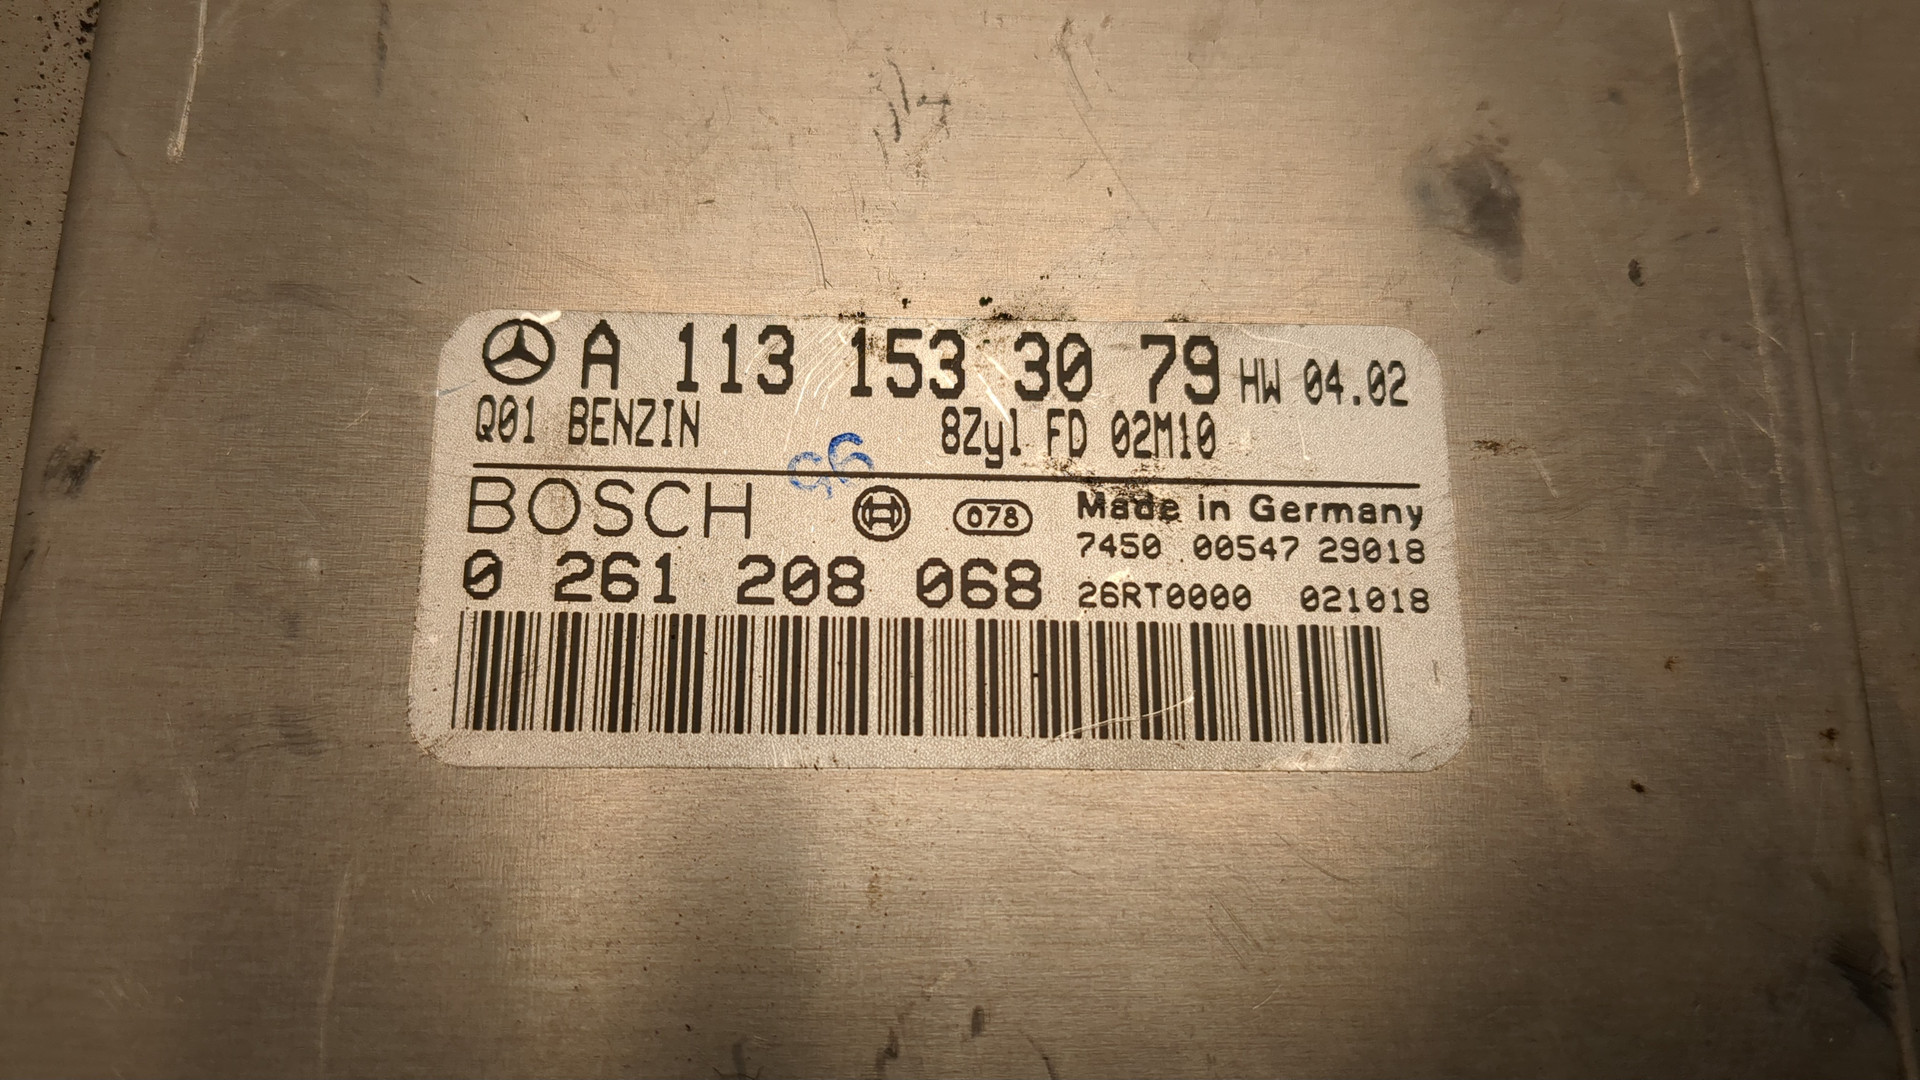 A 113 153 30 79 HW 04.02
Q01 BENZIN 8Zyl FD 02M10
BOSCH 078 Made in Germany
7450 00547 29018
0 261 208 068 26RT0000 021018